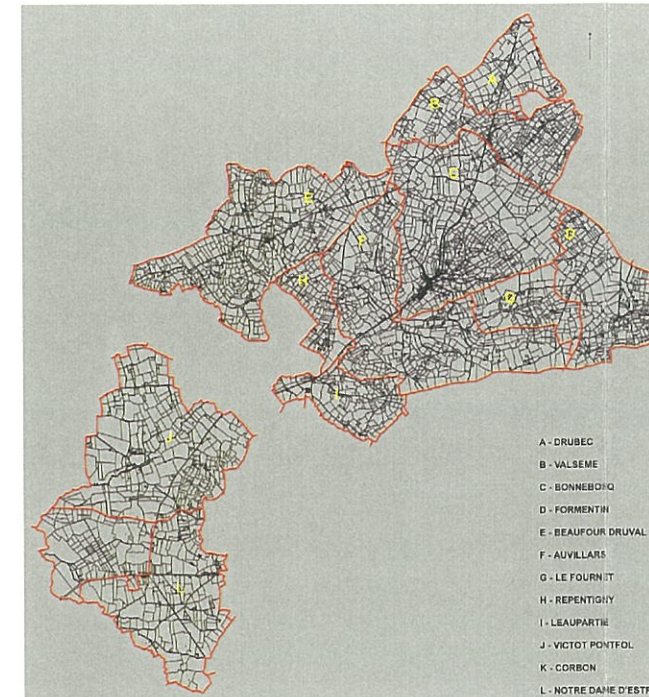 A
B
C
D
E
F
H
G
I
J
L
A - DRUBEC
B - VALSEME
C - BONNEBOSQ
D - FORMENTIN
E - BEAUFOUR DRUVAL
F - AUVILLARS
G - LE FOURNET
H - REPENTIGNY
I - LEAUPARTIE
J - VICTOT PONTFOL
K - CORBON
L - NOTRE DAME D'ESTR